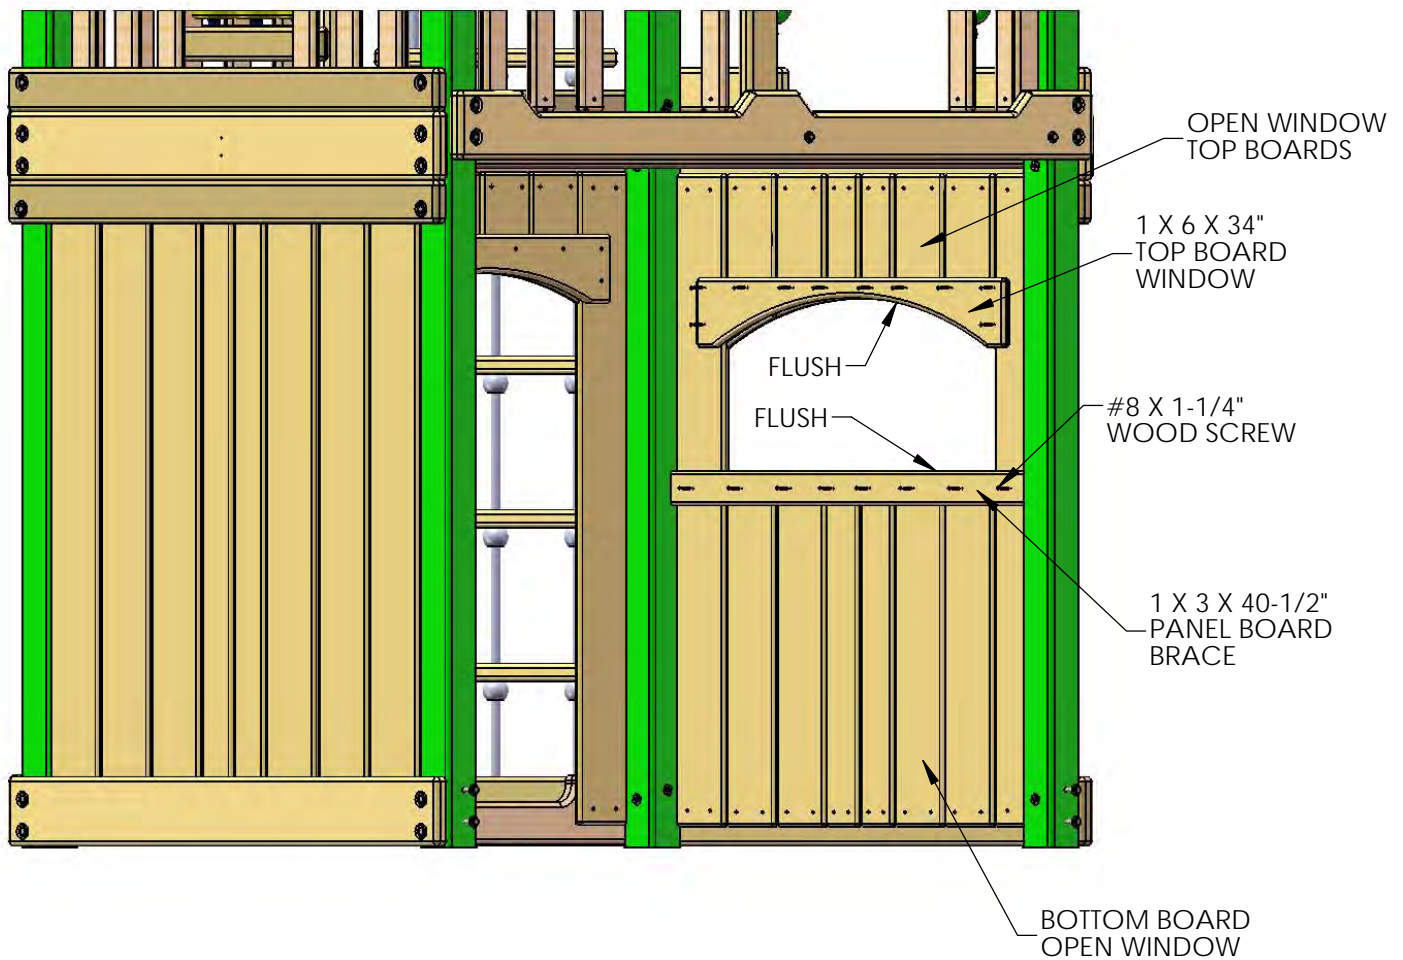 OPEN WINDOW
TOP BOARDS
1 X 6 X 34"
TOP BOARD
WINDOW
FLUSH
FLUSH
#8 X 1-1/4"
WOOD SCREW
1 X 3 X 40-1/2"
PANEL BOARD
BRACE
BOTTOM BOARD
OPEN WINDOW